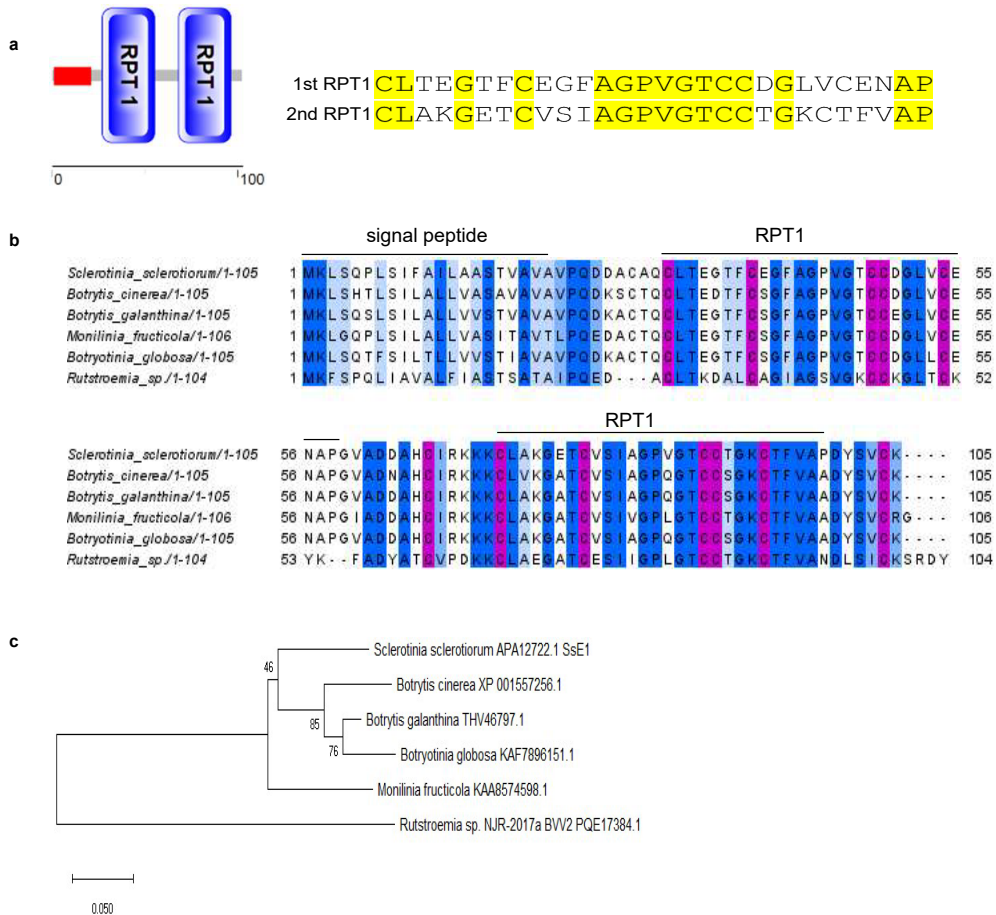 a
RPT 1
RPT 1
0
100
1st RPT1 CLTEGTFCEGFAGPVGTCCDGLVCENAP
2nd RPT1 CLAKGETCVSIAGPVGTCCTGKCTFVAP
b
signal peptide
RPT1
Sclerotinia_sclerotiorum/1-105 1 MKLSQPLSIFAILAASTVAVAVPQDDACAQCLTEGTFCEGFAGPVGTCCDGLVCE 55
Botrytis_cinerea/1-105 1 MKLSHTLSILALLVASAVAVAVPQDKSCTQCLTEDTFCSGFAGPVGTCCDGLVCE 55
Botrytis_galanthina/1-105 1 MKLSQSLSILALLVVSTVAVAVPQDKACTQCLTEGTFCSGFAGPVGTCCEGLVCE 55
Monilinia_fructicola/1-106 1 MKLGQPLSILALLVASAITAVTLPQEDACTQCLTEGTFCSGFAGPVGTCCDGLVCE 55
Botryotinia_globosa/1-105 1 MKLSQTFSILTLLVVSTIAVAVPQDKACTQCLTEGTFCSGFAGPVGTCCDGLLCE 55
Rutstroemia_sp./1-104 1 MKFSPQLIAVALFIASTSATAIPQED---ACLTKDALCAGIAGSVGKCCKGLTCK 52
RPT1
Sclerotinia_sclerotiorum/1-105 56 NAPGVADDAHCIRKKKCLAKGETCVSIAGPVGTCCTGKCTFVAPDYSVCK---- 105
Botrytis_cinerea/1-105 56 NAPGVADNAHCIRKKKCLVKGATCVSIAGPQGTCCSGKCTFVAPDYSVCK---- 105
Botrytis_galanthina/1-105 56 NAPGVADDAHCIRKKKCLAKGATCVSIAGPQGTCCSGKCTFVAADYSVCK---- 105
Monilinia_fructicola/1-106 56 NAPGIADDAHCIRKKKCLAKGATCVSIVGPLGTCCTGKCTFVAADYSVCRG--- 106
Botryotinia_globosa/1-105 56 NAPGVADDAHCIRKKKCLAKGATCVSIAGPQGTCCTGKCTFVAPDYSVCK---- 105
Rutstroemia_sp./1-104 53 YK--FADYATCVPDKKCLAEGATCESIIGPLGTCCTGKCTFVANDLSICKSRDY 104
c
Sclerotinia sclerotiorum APA12722.1 SsE1
46
Botrytis cinerea XP 001557256.1
85
Botrytis galanthina THV46797.1
76
Botryotinia globosa KAF7896151.1
Monilinia fructicola KAA8574598.1
Rutstroemia sp. NJR-2017a BVV2 PQE17384.1
0.050